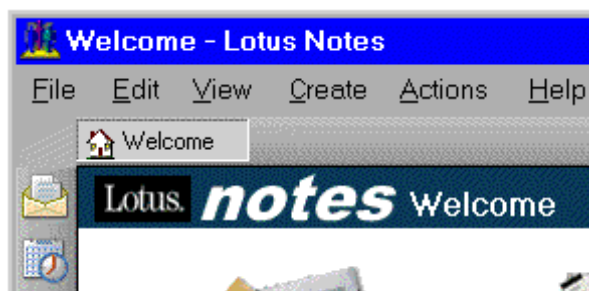 Welcome - Lotus Notes
File Edit View Create Actions Help
Welcome
Lotus. notes Welcome